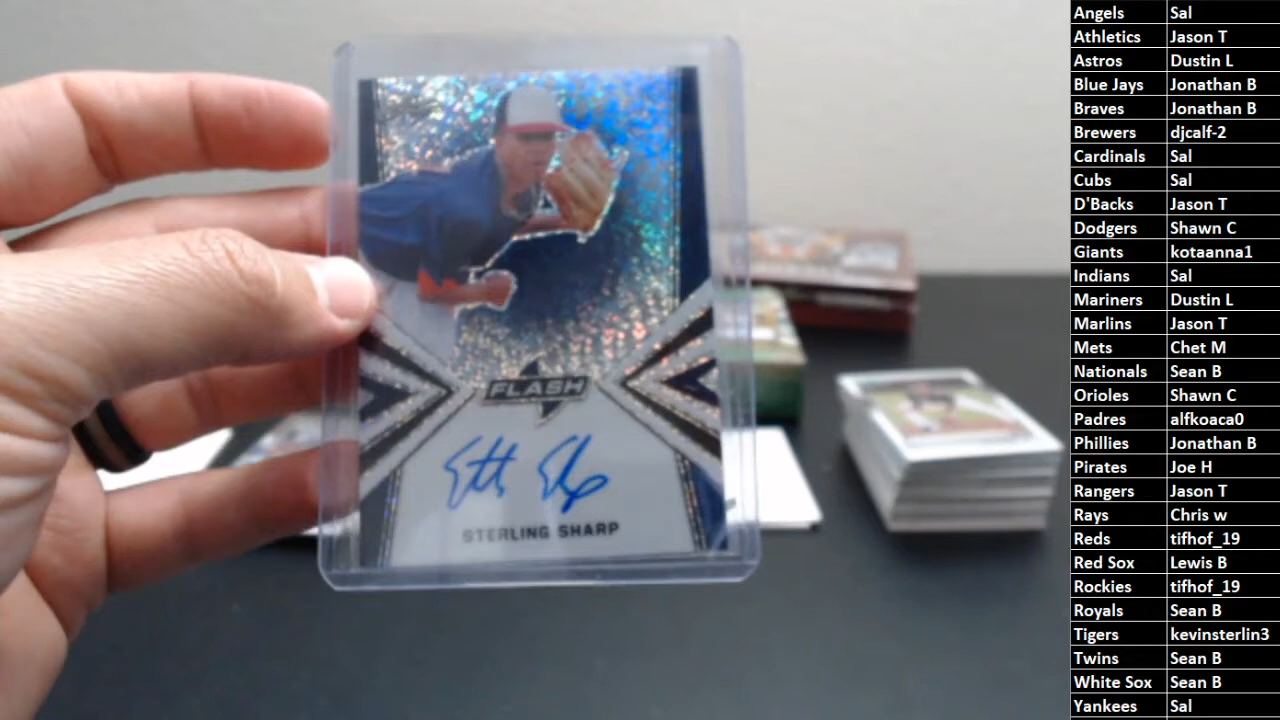 FLASH
STERLING SHARP
Angels Sal
Athletics Jason T
Astros Dustin L
Blue Jays Jonathan B
Braves Jonathan B
Brewers djcalf-2
Cardinals Sal
Cubs Sal
D'Backs Jason T
Dodgers Shawn C
Giants kotaanna1
Indians Sal
Mariners Dustin L
Marlins Jason T
Mets Chet M
Nationals Sean B
Orioles Shawn C
Padres alfkoaca0
Phillies Jonathan B
Pirates Joe H
Rangers Jason T
Rays Chris w
Reds tifhof_19
Red Sox Lewis B
Rockies tifhof_19
Royals Sean B
Tigers kevinsterlin3
Twins Sean B
White Sox Sean B
Yankees Sal